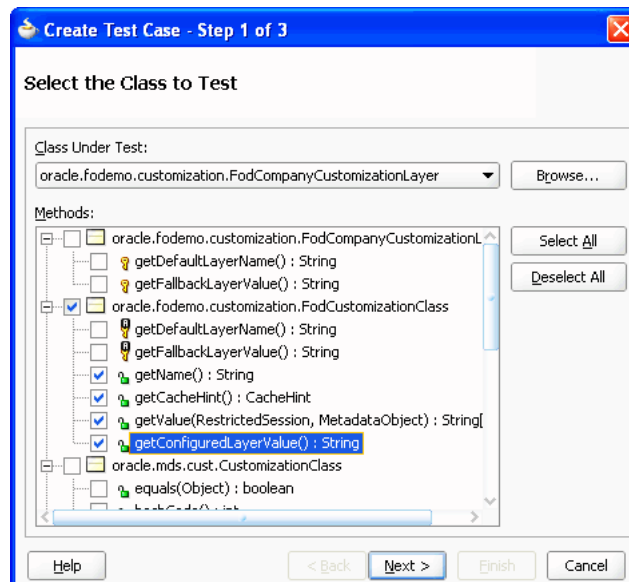 Create Test Case - Step 1 of 3
Select the Class to Test
Class Under Test:
oracle.fodemo.customization.FodCompanyCustomizationLayer
Browse...
Methods:
oracle.fodemo.customization.FodCompanyCustomizationL
Select All
getDefaultLayerName() : String
Deselect All
getFallbackLayerValue() : String
oracle.fodemo.customization.FodCustomizationClass
getDefaultLayerName() : String
getFallbackLayerValue() : String
getName() : String
getCacheHint() : CacheHint
getValue(RestrictedSession, MetadataObject) : String[
getConfiguredLayerValue() : String
oracle.mds.cust.CustomizationClass
equals(Object) : boolean
Help
< Back
Next >
Finish
Cancel